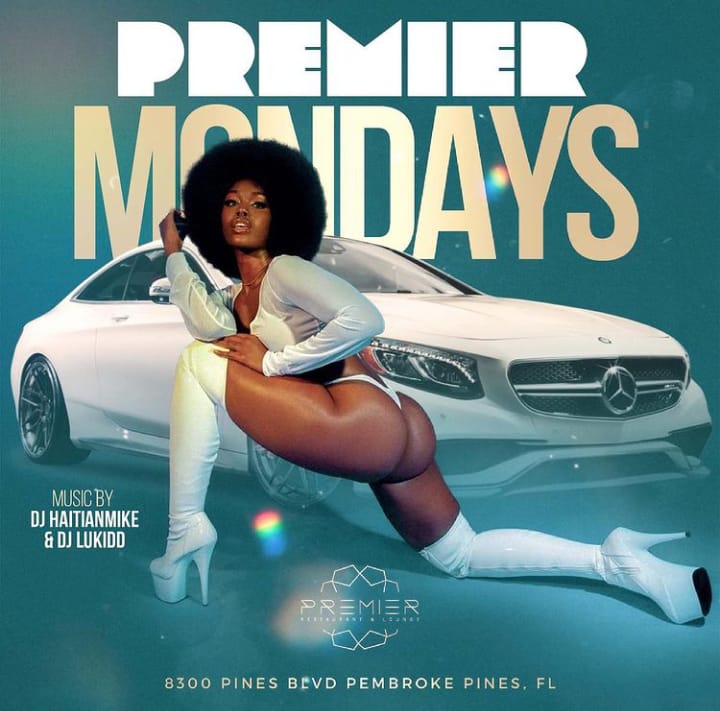 PREMIER
MONDAYS
MUSIC BY
DJ HAITIANMIKE
& DJ LUKIDD
PREMIER
RESTAURANT & LOUNGE
8300 PINES BLVD PEMBROKE PINES, FL